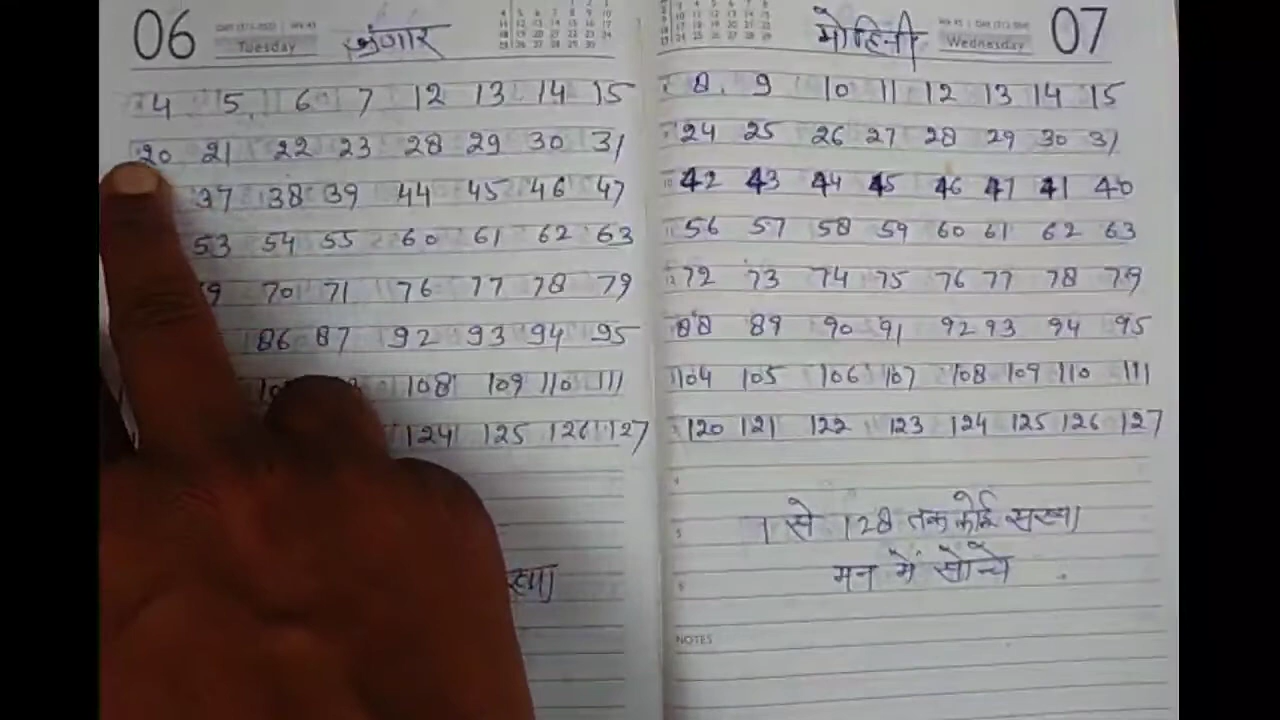 06
Tuesday
श्रंगार
4 5 6 7 12 13 14 15
20 21 22 23 28 29 30 31
37 38 39 44 45 46 47
53 54 55 60 61 62 63
70 71 76 77 78 79
86 87 92 93 94 95
108 109 110 111
124 125 126 127
मोहिनी
Wednesday
07
8 9 10 11 12 13 14 15
24 25 26 27 28 29 30 31
42 43 44 45 46 47 41 40
56 57 58 59 60 61 62 63
72 73 74 75 76 77 78 79
88 89 90 91 92 93 94 95
104 105 106 107 108 109 110 111
120 121 122 123 124 125 126 127
1 से 128 तक कोई सख्या
मन में सोन्चे
NOTES